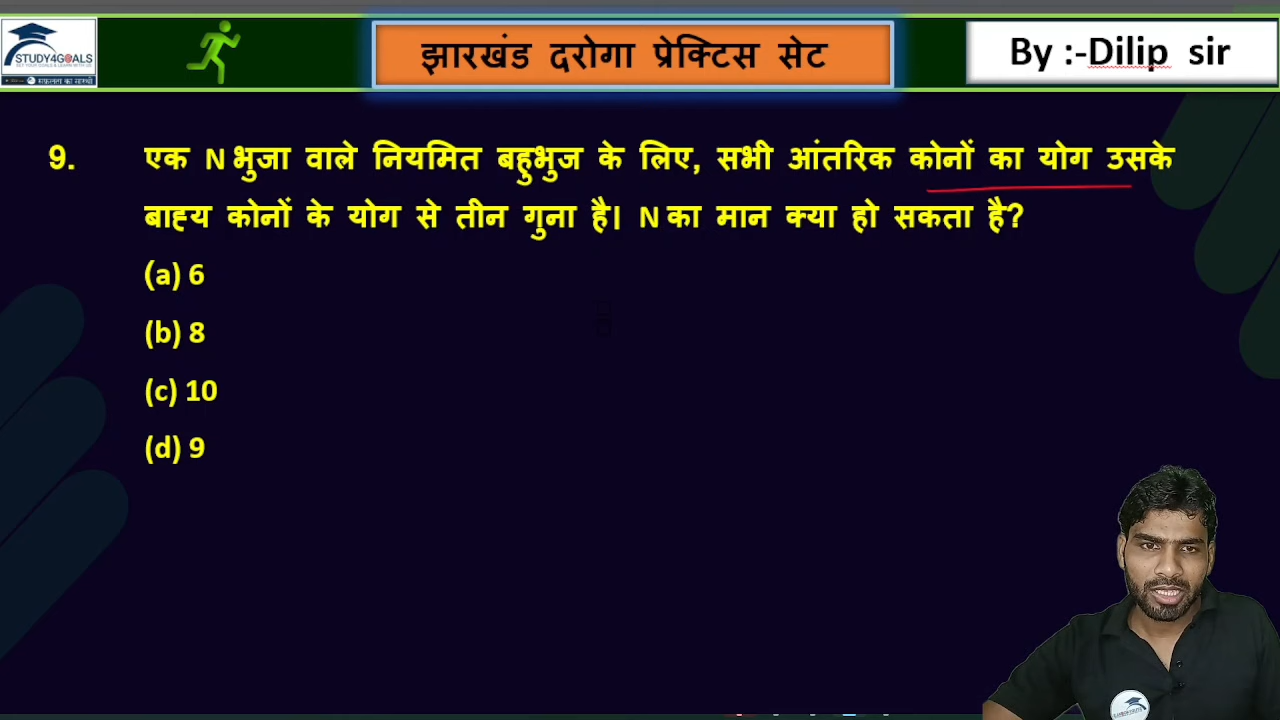 STUDY4GOALS
झारखंड दरोगा प्रेक्टिस सेट
By :-Dilip sir
9. एक N भुजा वाले नियमित बहुभुज के लिए, सभी आंतरिक कोनों का योग उसके
बाह्य कोनों के योग से तीन गुना है। N का मान क्या हो सकता है?
(a) 6
(b) 8
(c) 10
(d) 9